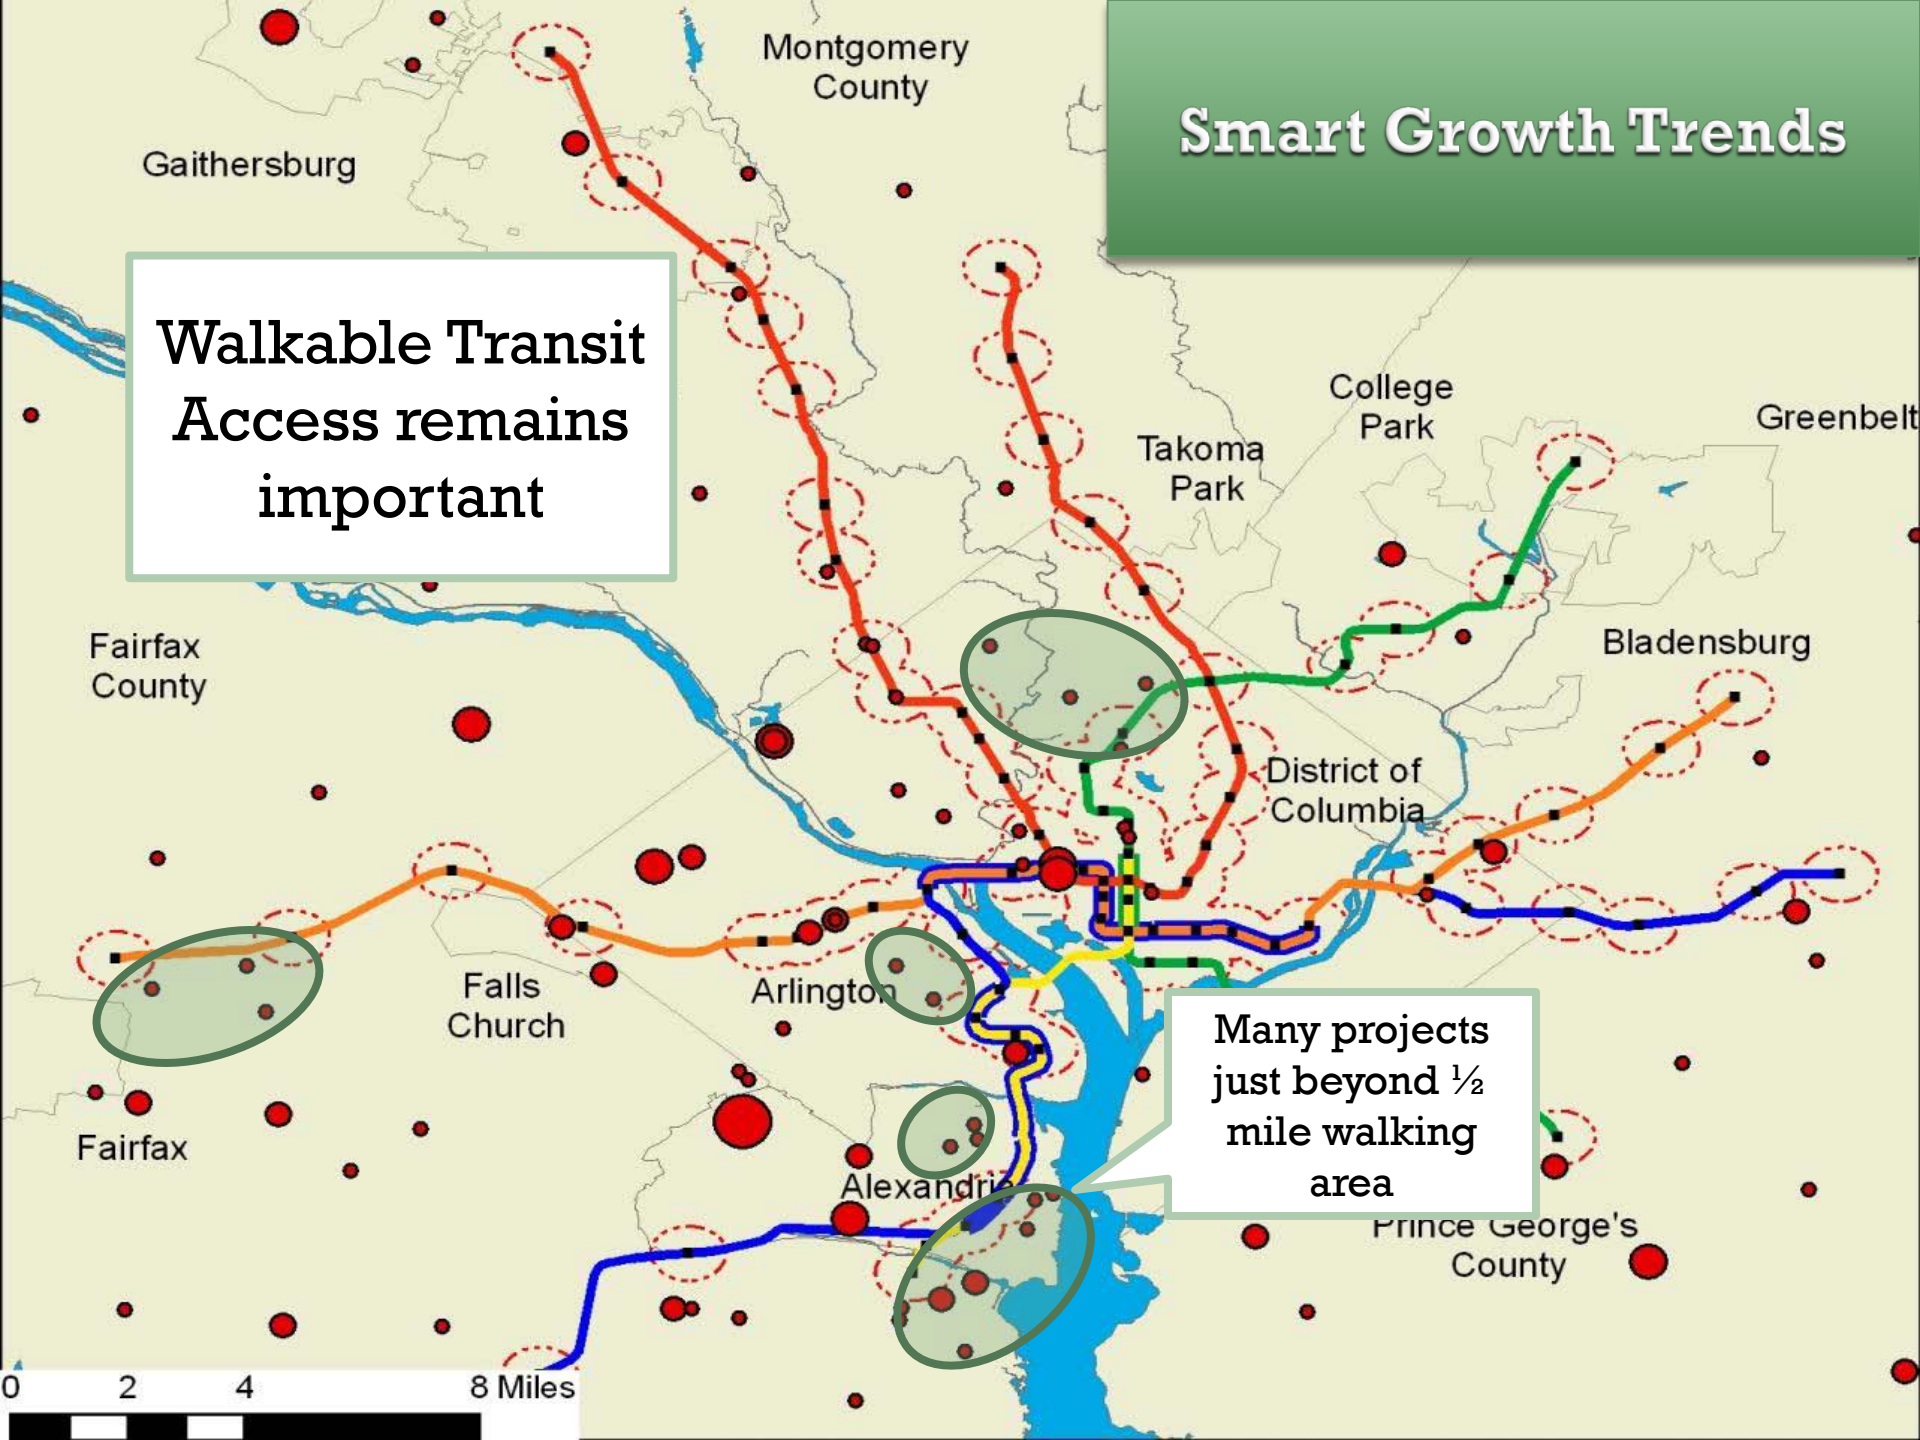 Smart Growth Trends
Montgomery
County
Gaithersburg
Walkable Transit
Access remains
important
College
Park
Greenbelt
Takoma
Park
Fairfax
County
Bladensburg
District of
Columbia
Falls
Church
Arlington
Many projects
just beyond ½
mile walking
area
Fairfax
Alexandria
Prince George's
County
0 2 4 8 Miles